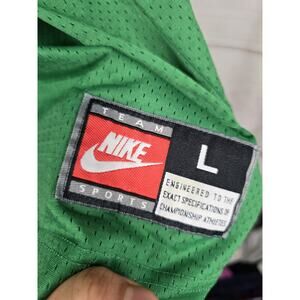 TEAM
NIKE
SPORTS
L
ENGINEERED TO THE
EXACT SPECIFICATIONS OF
CHAMPIONSHIP ATHLETES